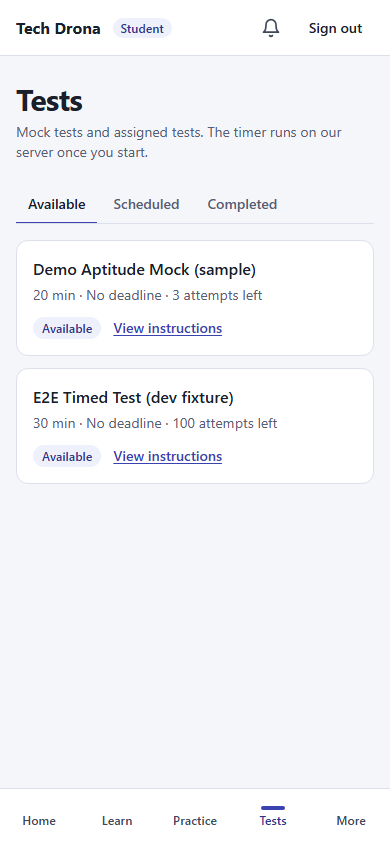 Tech Drona Student Sign out
Tests
Mock tests and assigned tests. The timer runs on our
server once you start.
Available Scheduled Completed
Demo Aptitude Mock (sample)
20 min · No deadline · 3 attempts left
Available View instructions
E2E Timed Test (dev fixture)
30 min · No deadline · 100 attempts left
Available View instructions
Home Learn Practice Tests More